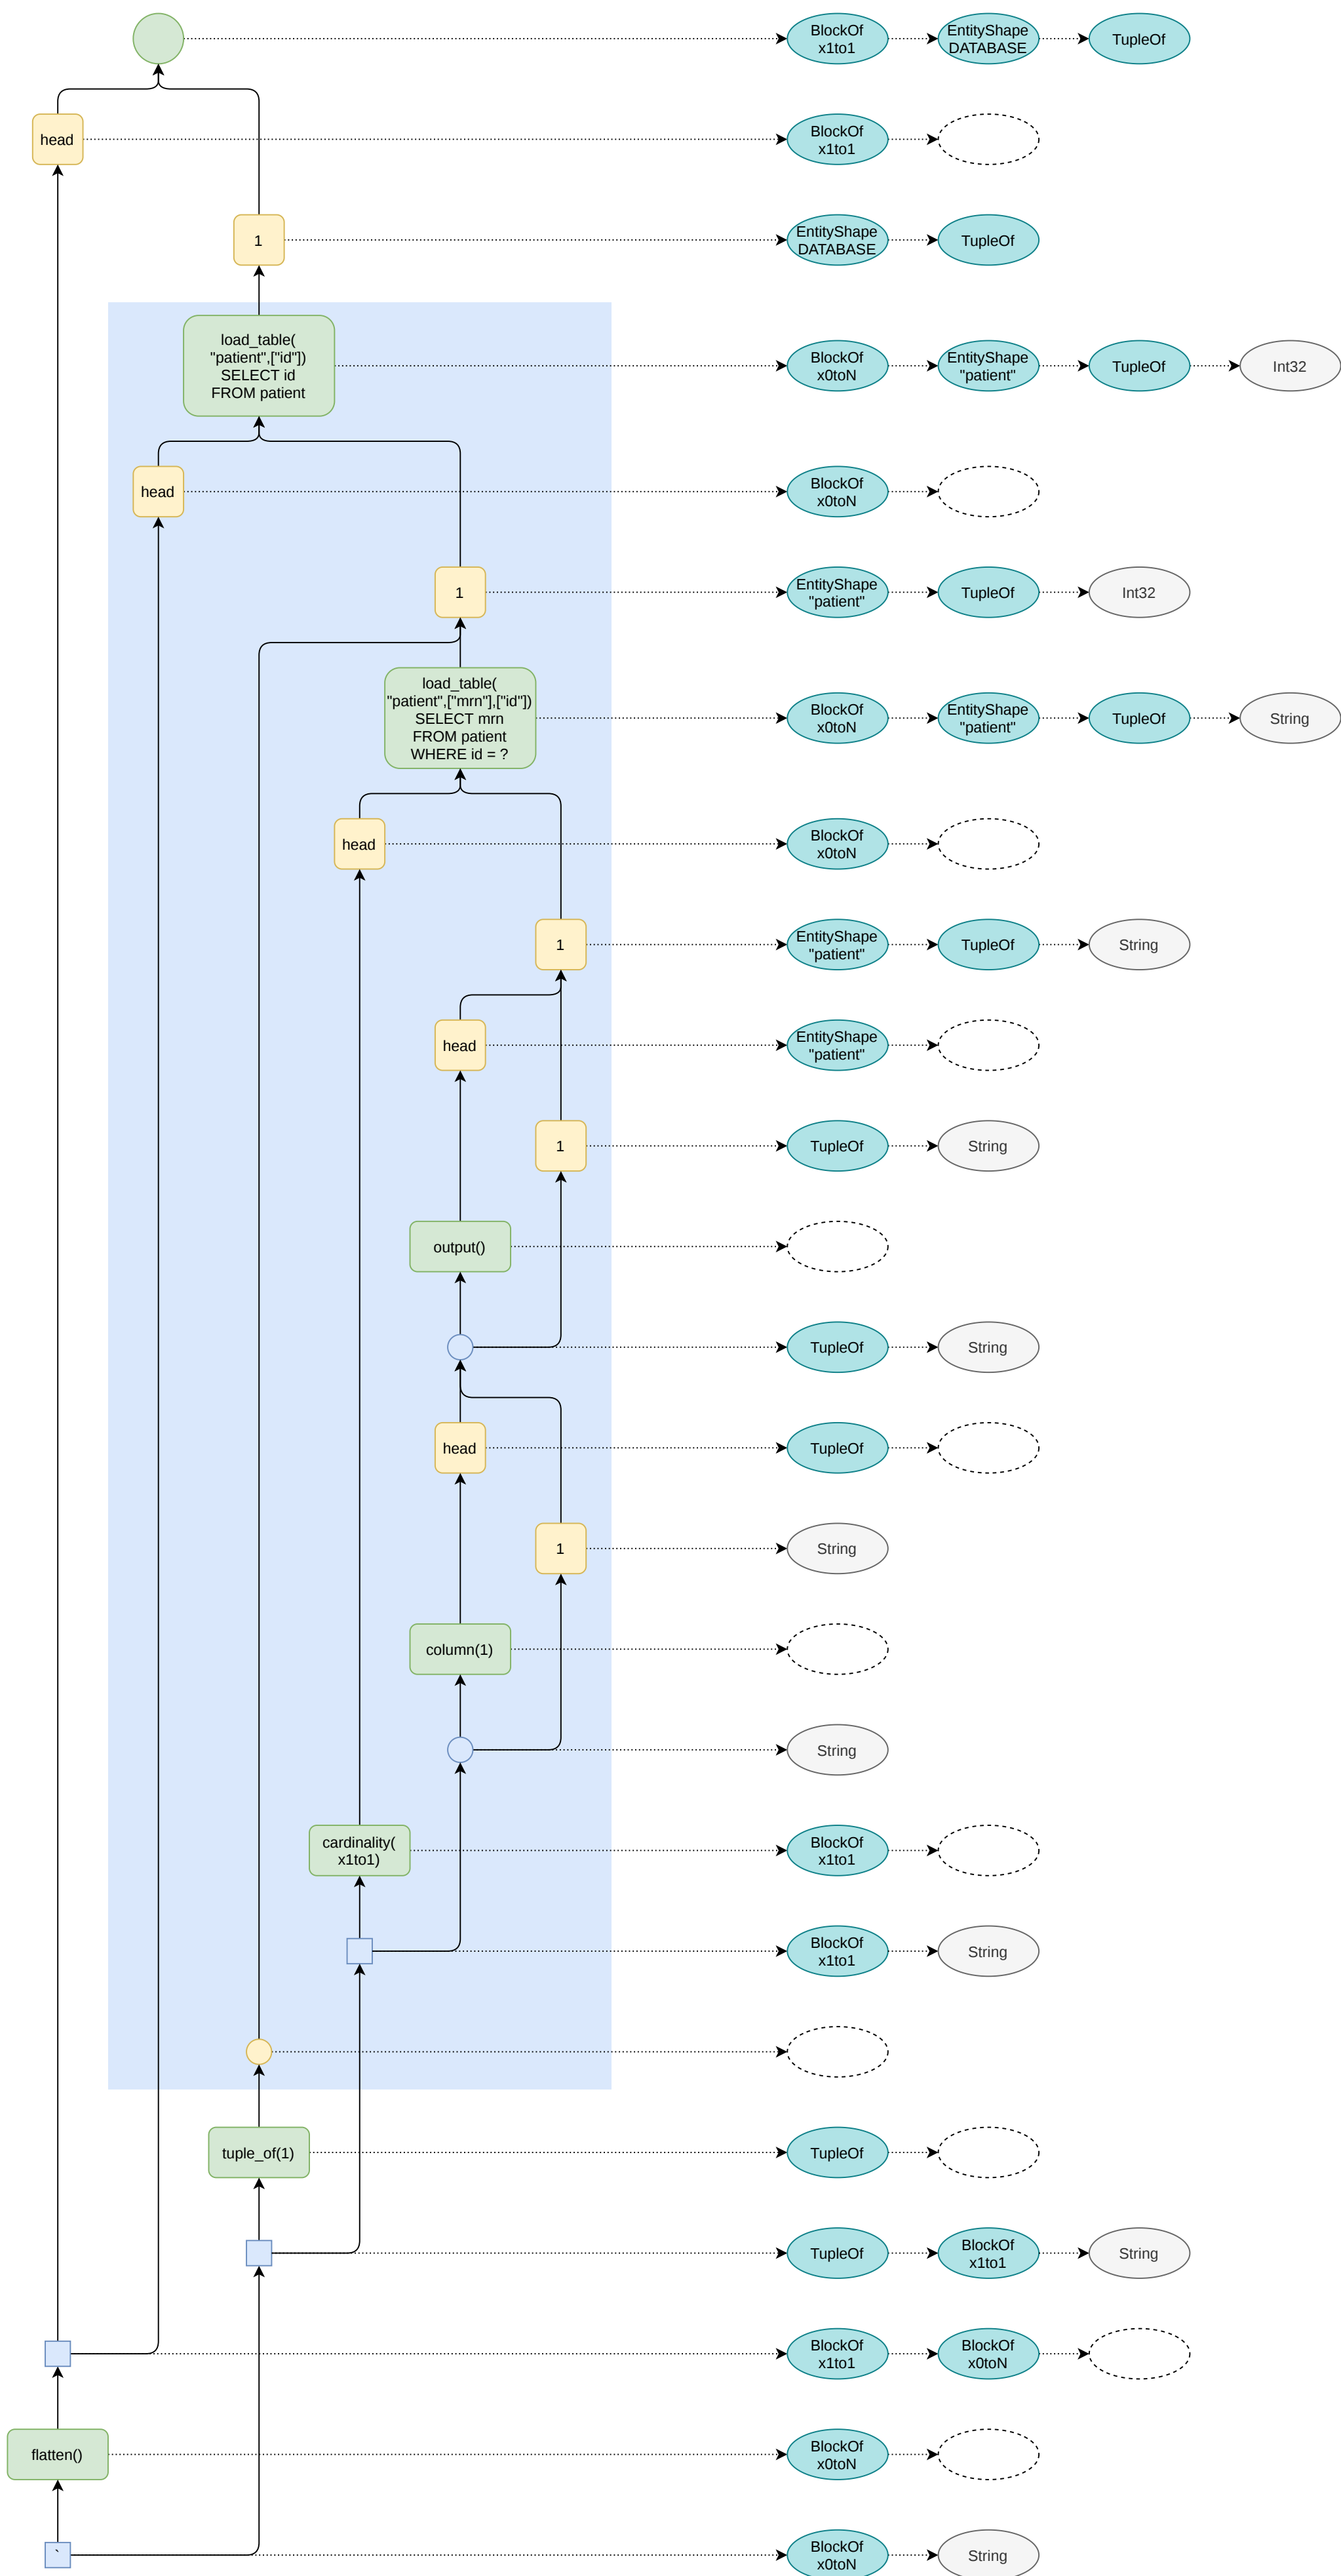 BlockOf
x1to1
EntityShape
DATABASE
TupleOf
head
BlockOf
x1to1
1
EntityShape
DATABASE
TupleOf
load_table(
"patient",["id"])
SELECT id
FROM patient
BlockOf
x0toN
EntityShape
"patient"
TupleOf
Int32
head
BlockOf
x0toN
1
EntityShape
"patient"
TupleOf
Int32
load_table(
"patient",["mrn"],["id"])
SELECT mrn
FROM patient
WHERE id = ?
BlockOf
x0toN
EntityShape
"patient"
TupleOf
String
head
BlockOf
x0toN
1
EntityShape
"patient"
TupleOf
String
head
EntityShape
"patient"
1
TupleOf
String
output()
TupleOf
String
head
TupleOf
1
String
column(1)
String
cardinality(
x1to1)
BlockOf
x1to1
BlockOf
x1to1
String
tuple_of(1)
TupleOf
TupleOf
BlockOf
x1to1
String
BlockOf
x1to1
BlockOf
x0toN
flatten()
BlockOf
x0toN
`
BlockOf
x0toN
String